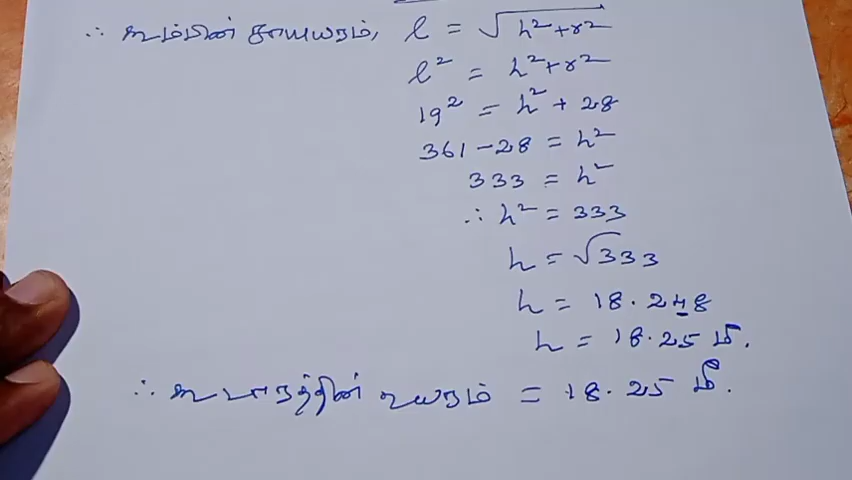 ∴ கூம்பின் சாயுயரம், l = √h²+r²
l² = h²+r²
19² = h² + 28
361 - 28 = h²
333 = h²
∴ h² = 333
h = √333
h = 18.248
h = 18.25 மீ.
∴ கூடாரத்தின் உயரம் = 18.25 மீ.